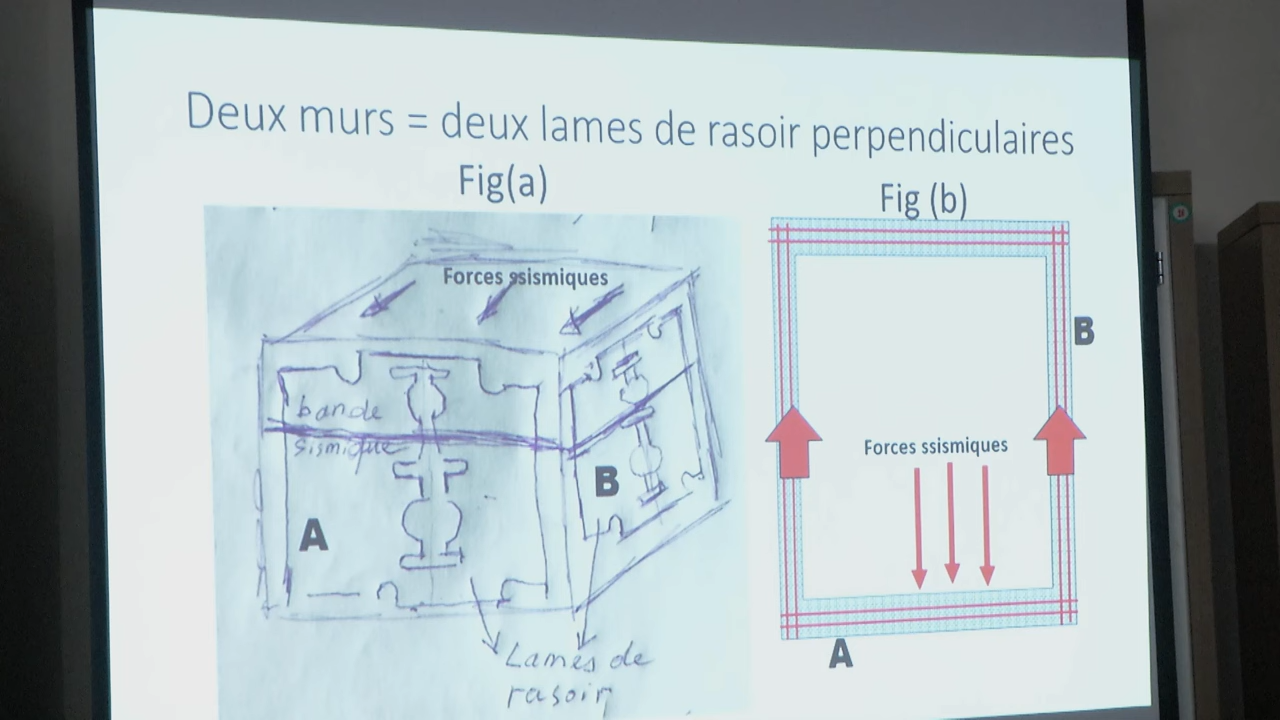 Deux murs = deux lames de rasoir perpendiculaires
Fig(a)
Fig (b)
Forces ssismiques
bande
sismique
A
B
Lames de
rasoir
B
Forces ssismiques
A